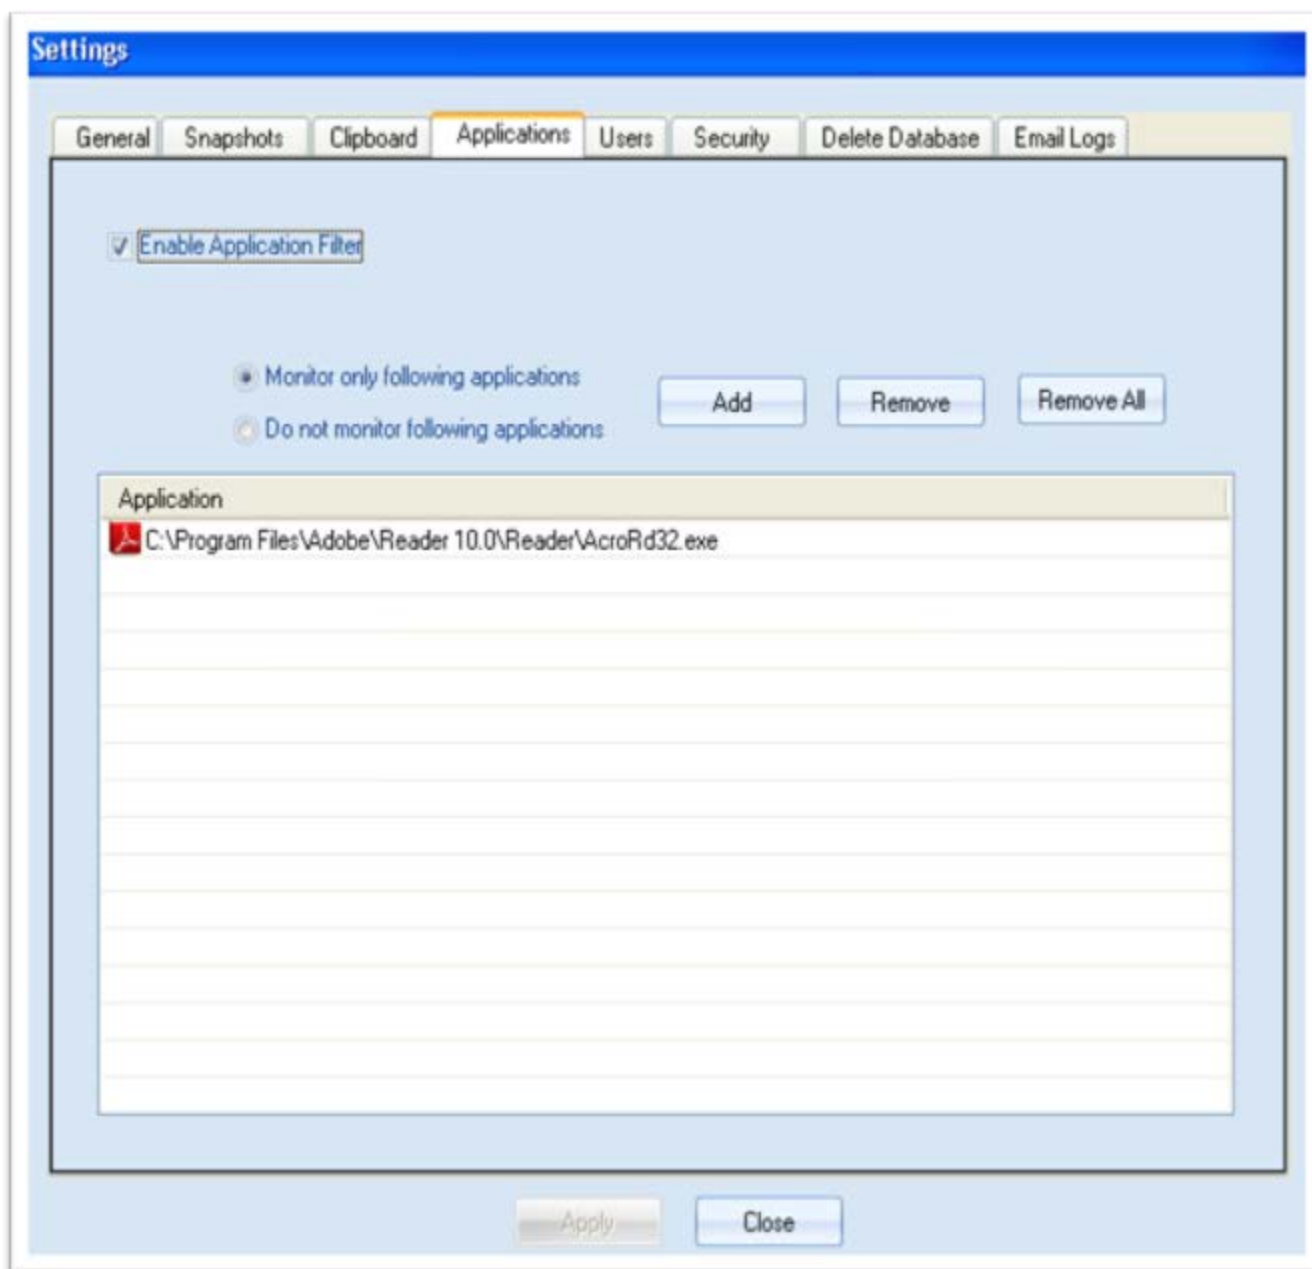 Settings
General Snapshots Clipboard Applications Users Security Delete Database Email Logs
Enable Application Filter
Monitor only following applications
Do not monitor following applications
Add Remove Remove All
Application
C:\Program Files\Adobe\Reader 10.0\Reader\AcroRd32.exe
Apply Close